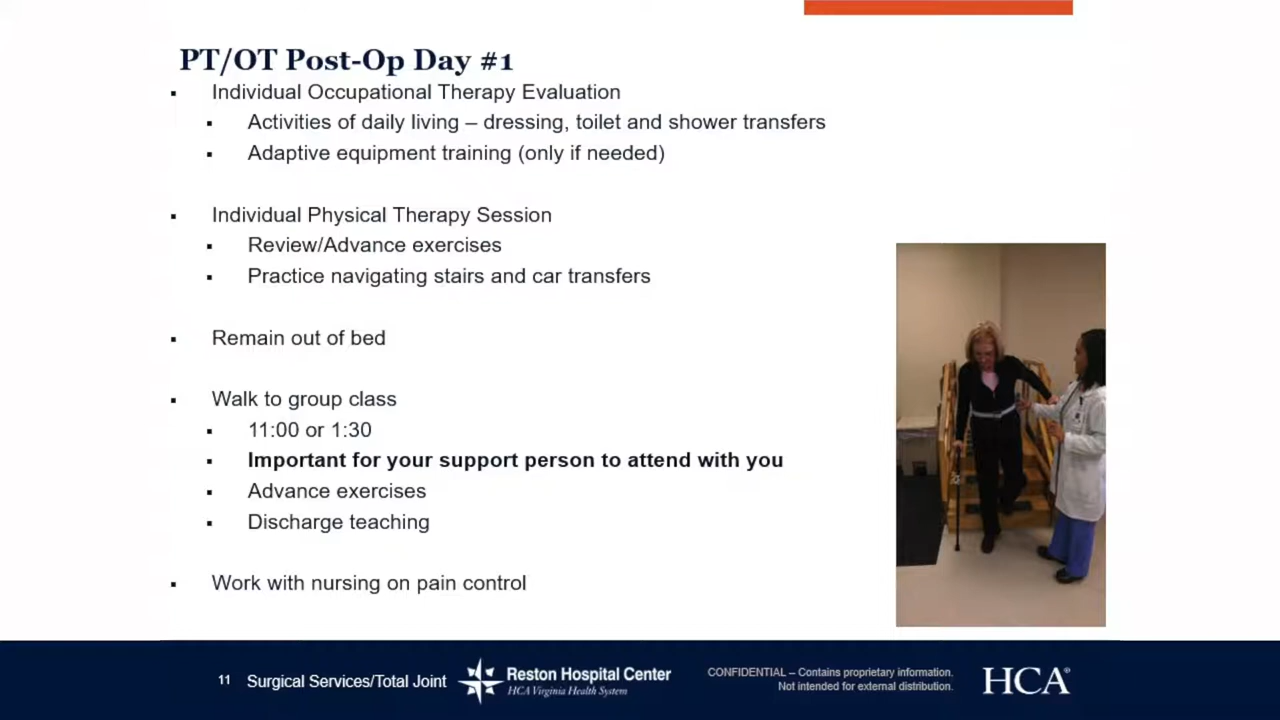 PT/OT Post-Op Day #1
▪ Individual Occupational Therapy Evaluation
▪ Activities of daily living – dressing, toilet and shower transfers
▪ Adaptive equipment training (only if needed)
▪ Individual Physical Therapy Session
▪ Review/Advance exercises
▪ Practice navigating stairs and car transfers
▪ Remain out of bed
▪ Walk to group class
▪ 11:00 or 1:30
▪ Important for your support person to attend with you
▪ Advance exercises
▪ Discharge teaching
▪ Work with nursing on pain control
11 Surgical Services/Total Joint
Reston Hospital Center
HCA Virginia Health System
CONFIDENTIAL – Contains proprietary information.
Not intended for external distribution.
HCA®